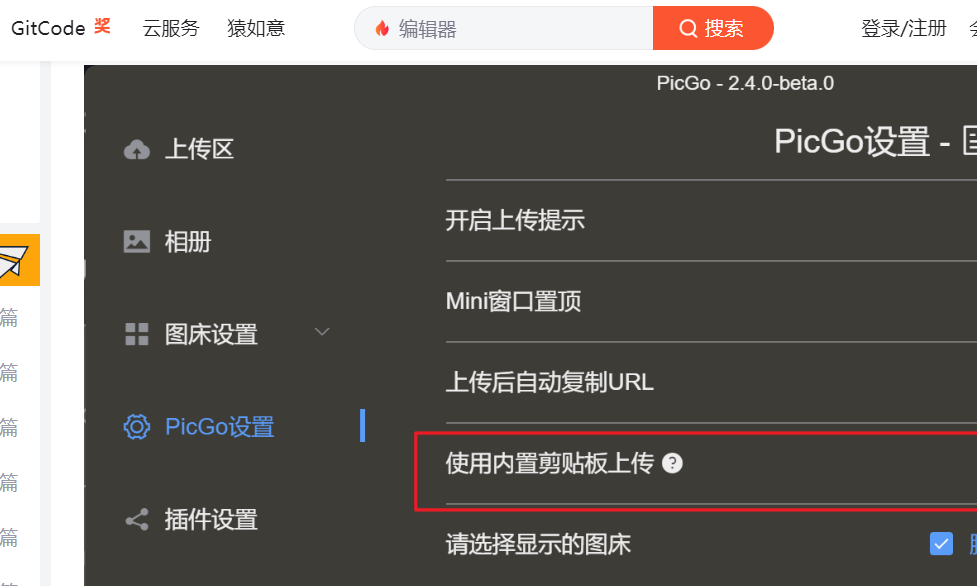 GitCode 奖 云服务 猿如意 编辑器 搜索 登录/注册
PicGo - 2.4.0-beta.0
上传区
相册
图床设置
PicGo设置
插件设置
PicGo设置 -
开启上传提示
Mini窗口置顶
上传后自动复制URL
使用内置剪贴板上传 ?
请选择显示的图床
篇
篇
篇
篇
篇